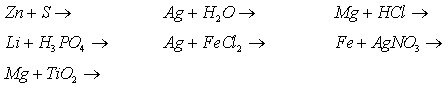 Zn + S → Ag + H₂O → Mg + HCl →
Li + H₃PO₄ → Ag + FeCl₂ → Fe + AgNO₃ →
Mg + TiO₂ →